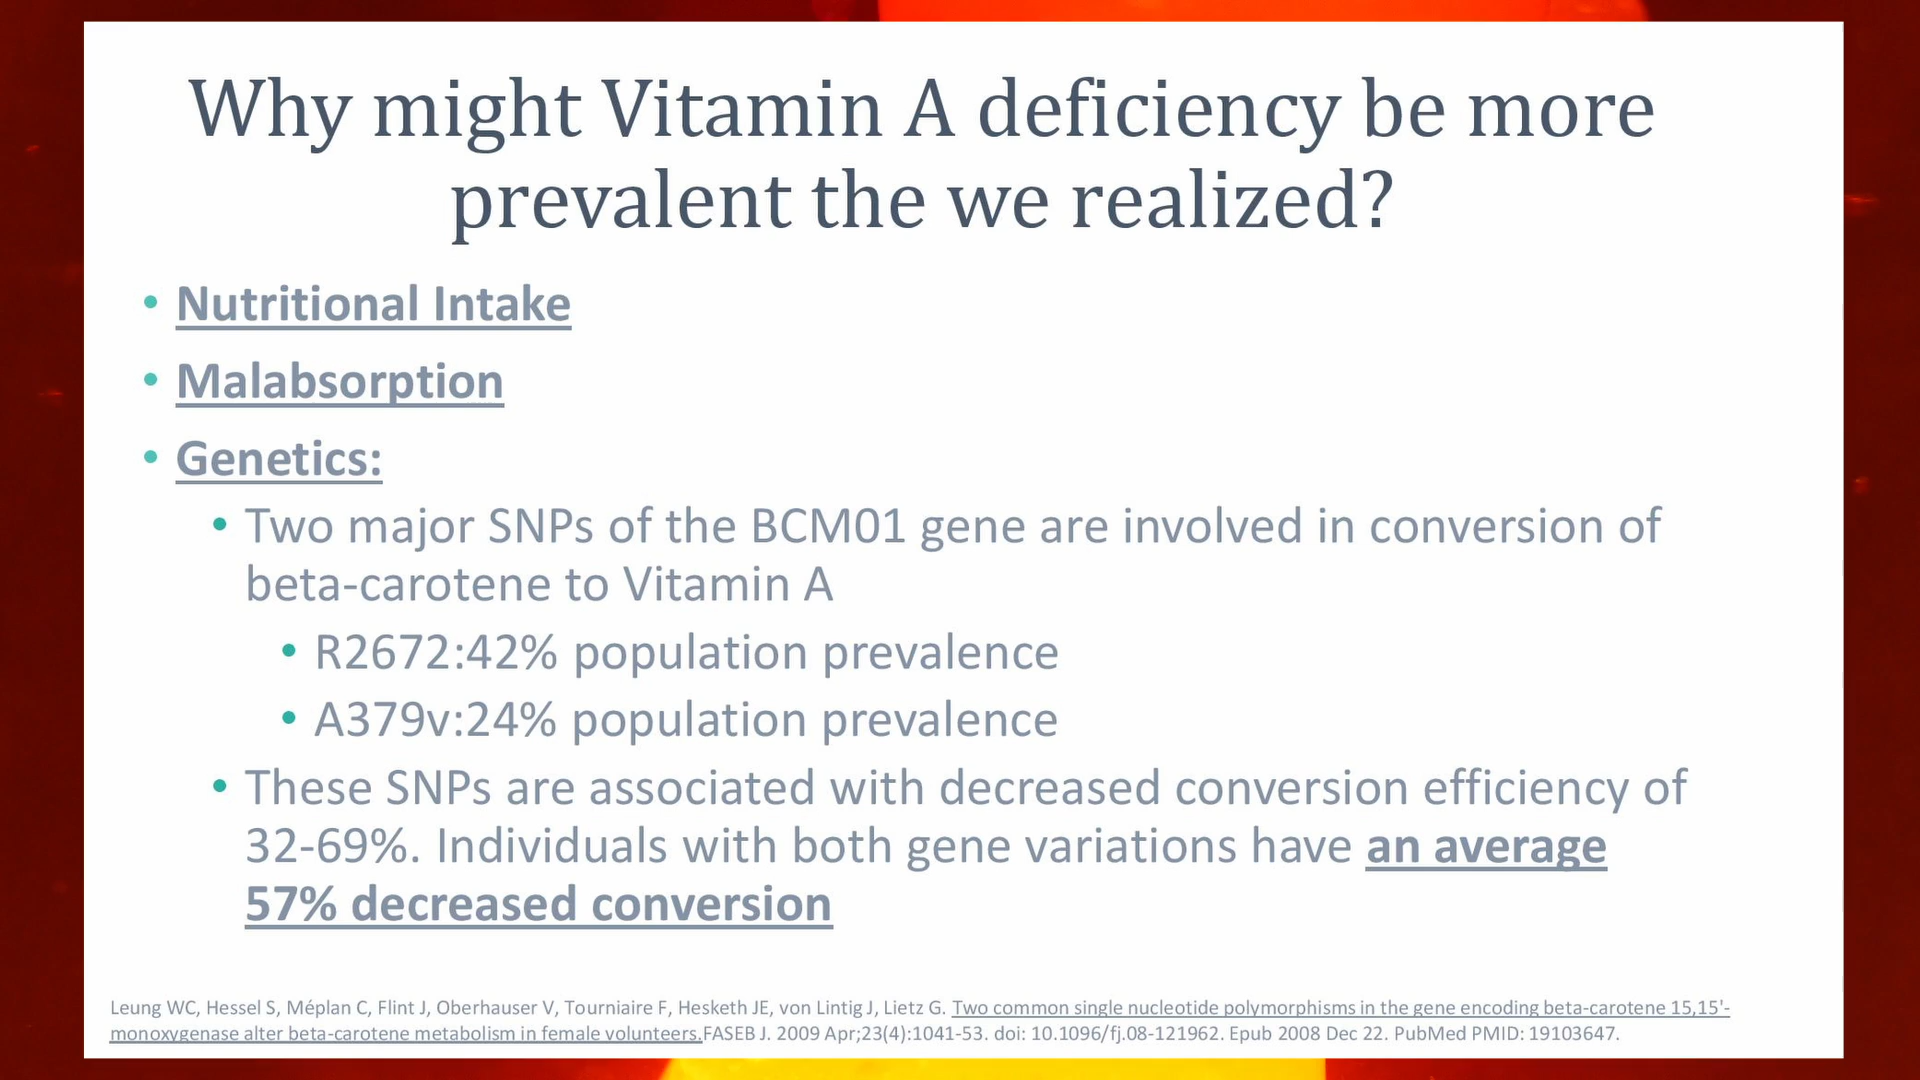 Why might Vitamin A deficiency be more
prevalent the we realized?
• Nutritional Intake
• Malabsorption
• Genetics:
• Two major SNPs of the BCM01 gene are involved in conversion of
beta-carotene to Vitamin A
• R2672:42% population prevalence
• A379v:24% population prevalence
• These SNPs are associated with decreased conversion efficiency of
32-69%. Individuals with both gene variations have an average
57% decreased conversion
Leung WC, Hessel S, Méplan C, Flint J, Oberhauser V, Tourniaire F, Hesketh JE, von Lintig J, Lietz G. Two common single nucleotide polymorphisms in the gene encoding beta-carotene 15,15'-
monoxygenase alter beta-carotene metabolism in female volunteers.FASEB J. 2009 Apr;23(4):1041-53. doi: 10.1096/fj.08-121962. Epub 2008 Dec 22. PubMed PMID: 19103647.